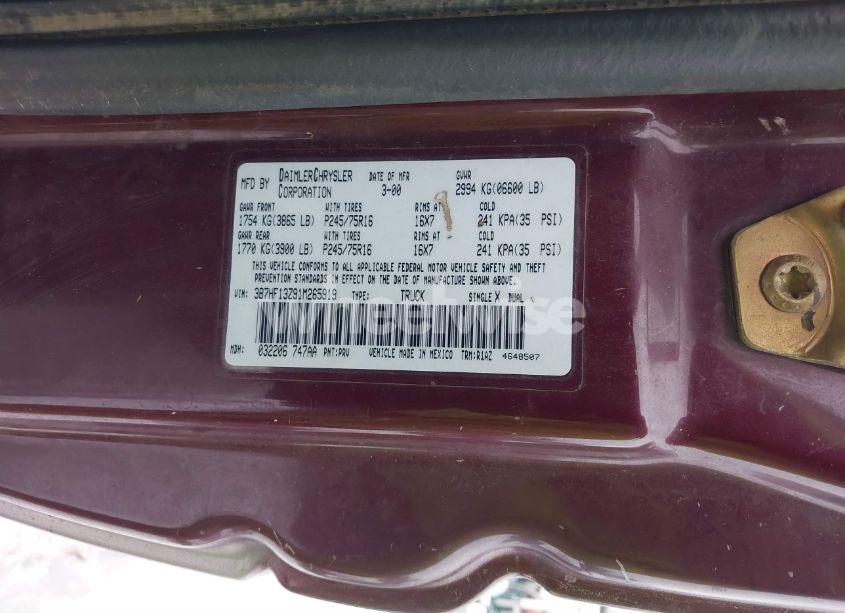 MFD BY DAIMLERCHRYSLER CORPORATION DATE OF MFR 3-00 GVWR 2994 KG(06600 LB)
GAWR FRONT WITH TIRES RIMS AT COLD
1754 KG(3865 LB) P245/75R16 16X7 241 KPA(35 PSI)
GAWR REAR WITH TIRES RIMS AT COLD
1770 KG(3900 LB) P245/75R16 16X7 241 KPA(35 PSI)
THIS VEHICLE CONFORMS TO ALL APPLICABLE FEDERAL MOTOR VEHICLE SAFETY AND THEFT
PREVENTION STANDARDS IN EFFECT ON THE DATE OF MANUFACTURE SHOWN ABOVE.
VIN: 3B7HF13Z91M265919 TYPE: TRUCK SINGLE X DUAL
wheelwise
MDH: 032206 747AA PNT:PRV VEHICLE MADE IN MEXICO TRM:R1AZ 4648507